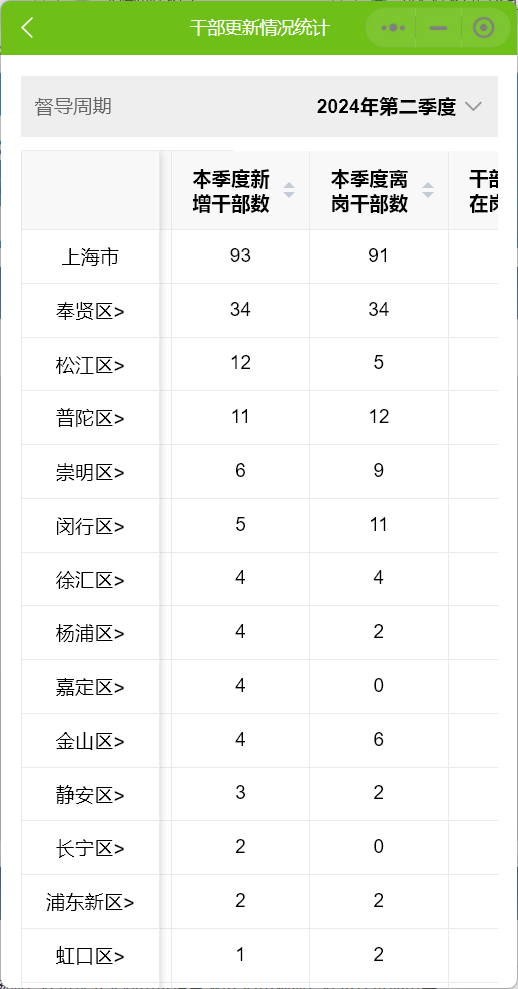 干部更新情况统计
督导周期 2024年第二季度
本季度新 本季度离 干部
增干部数 岗干部数 在岗
上海市 93 91
奉贤区> 34 34
松江区> 12 5
普陀区> 11 12
崇明区> 6 9
闵行区> 5 11
徐汇区> 4 4
杨浦区> 4 2
嘉定区> 4 0
金山区> 4 6
静安区> 3 2
长宁区> 2 0
浦东新区> 2 2
虹口区> 1 2